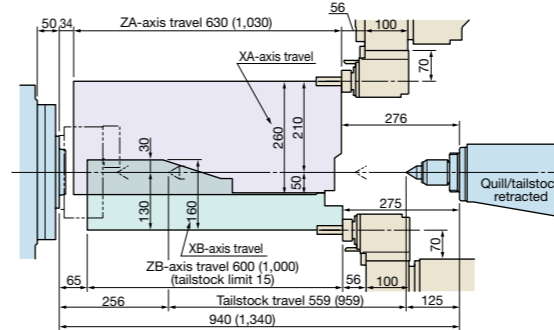 56
50
34
ZA-axis travel 630 (1,030)
100
70
XA-axis travel
260
210
276
30
50
130
160
Quill/tailstock
retracted
275
XB-axis travel
70
ZB-axis travel 600 (1,000)
(tailstock limit 15)
65
56
100
256
Tailstock travel 559 (959)
125
940 (1,340)